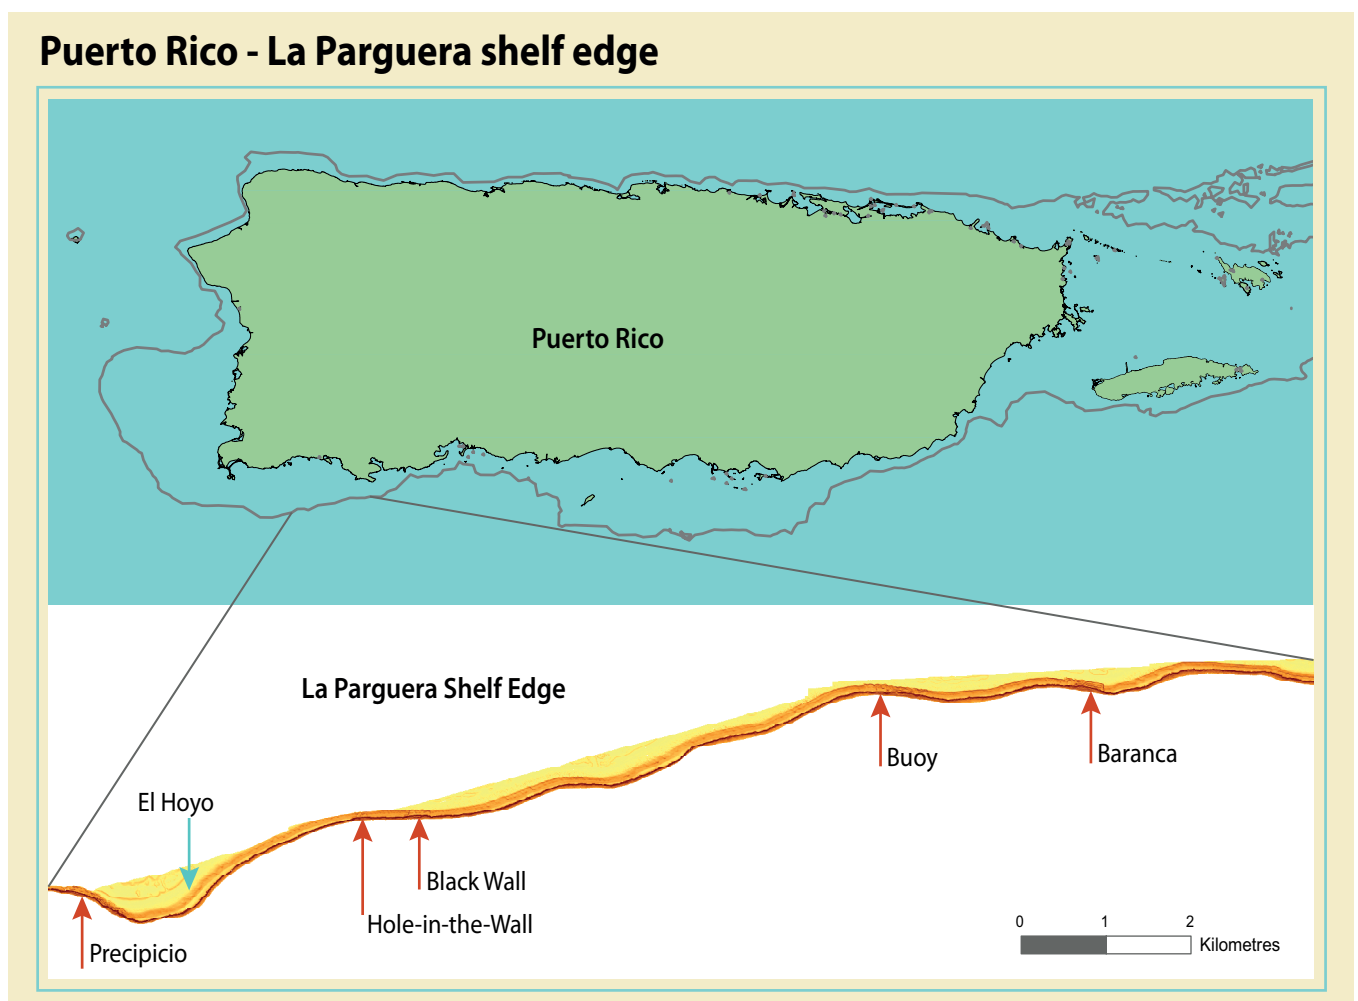 Puerto Rico - La Parguera shelf edge
Puerto Rico
La Parguera Shelf Edge
Buoy
Baranca
El Hoyo
Black Wall
Hole-in-the-Wall
Precipicio
0 1 2
Kilometres